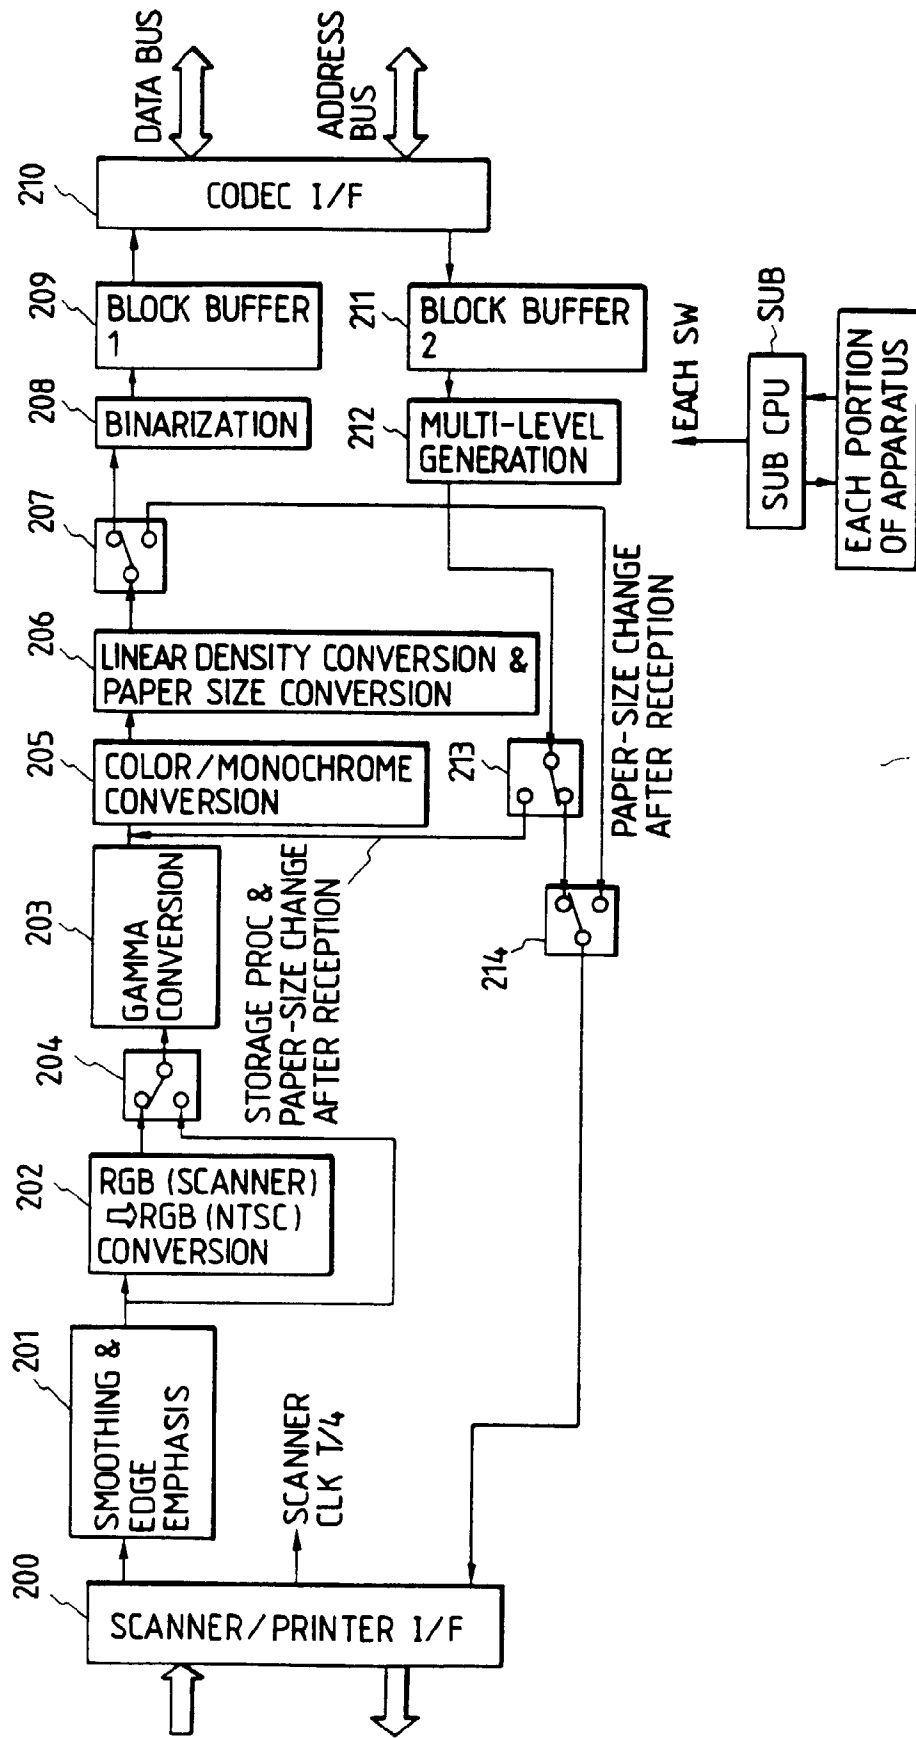 200
SCANNER/PRINTER I/F
SCANNER
CLK T/4
201
SMOOTHING &
EDGE
EMPHASIS
202
RGB (SCANNER)
⇨RGB (NTSC)
CONVERSION
204
203
GAMMA
CONVERSION
205
COLOR/MONOCHROME
CONVERSION
206
LINEAR DENSITY CONVERSION &
PAPER SIZE CONVERSION
207
208
BINARIZATION
209
BLOCK BUFFER
1
210
CODEC I/F
DATA BUS
ADDRESS
BUS
211
BLOCK BUFFER
2
212
MULTI-LEVEL
GENERATION
213
214
STORAGE PROC &
PAPER-SIZE CHANGE
AFTER RECEPTION
PAPER-SIZE CHANGE
AFTER RECEPTION
EACH SW
SUB
SUB CPU
EACH PORTION
OF APPARATUS